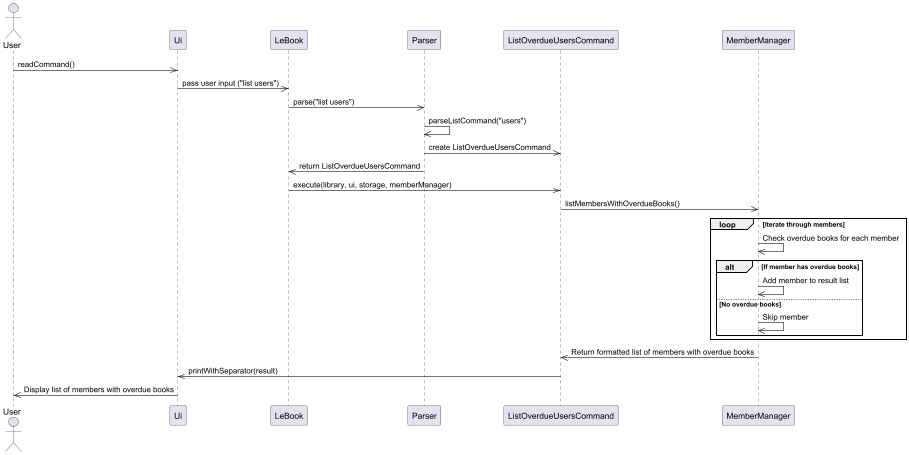 User
Ui
LeBook
Parser
ListOverdueUsersCommand
MemberManager
readCommand()
pass user input ("list users")
parse("list users")
parseListCommand("users")
create ListOverdueUsersCommand
return ListOverdueUsersCommand
execute(library, ui, storage, memberManager)
listMembersWithOverdueBooks()
loop [Iterate through members]
Check overdue books for each member
alt [If member has overdue books]
Add member to result list
[No overdue books]
Skip member
Return formatted list of members with overdue books
printWithSeparator(result)
Display list of members with overdue books
User
Ui
LeBook
Parser
ListOverdueUsersCommand
MemberManager